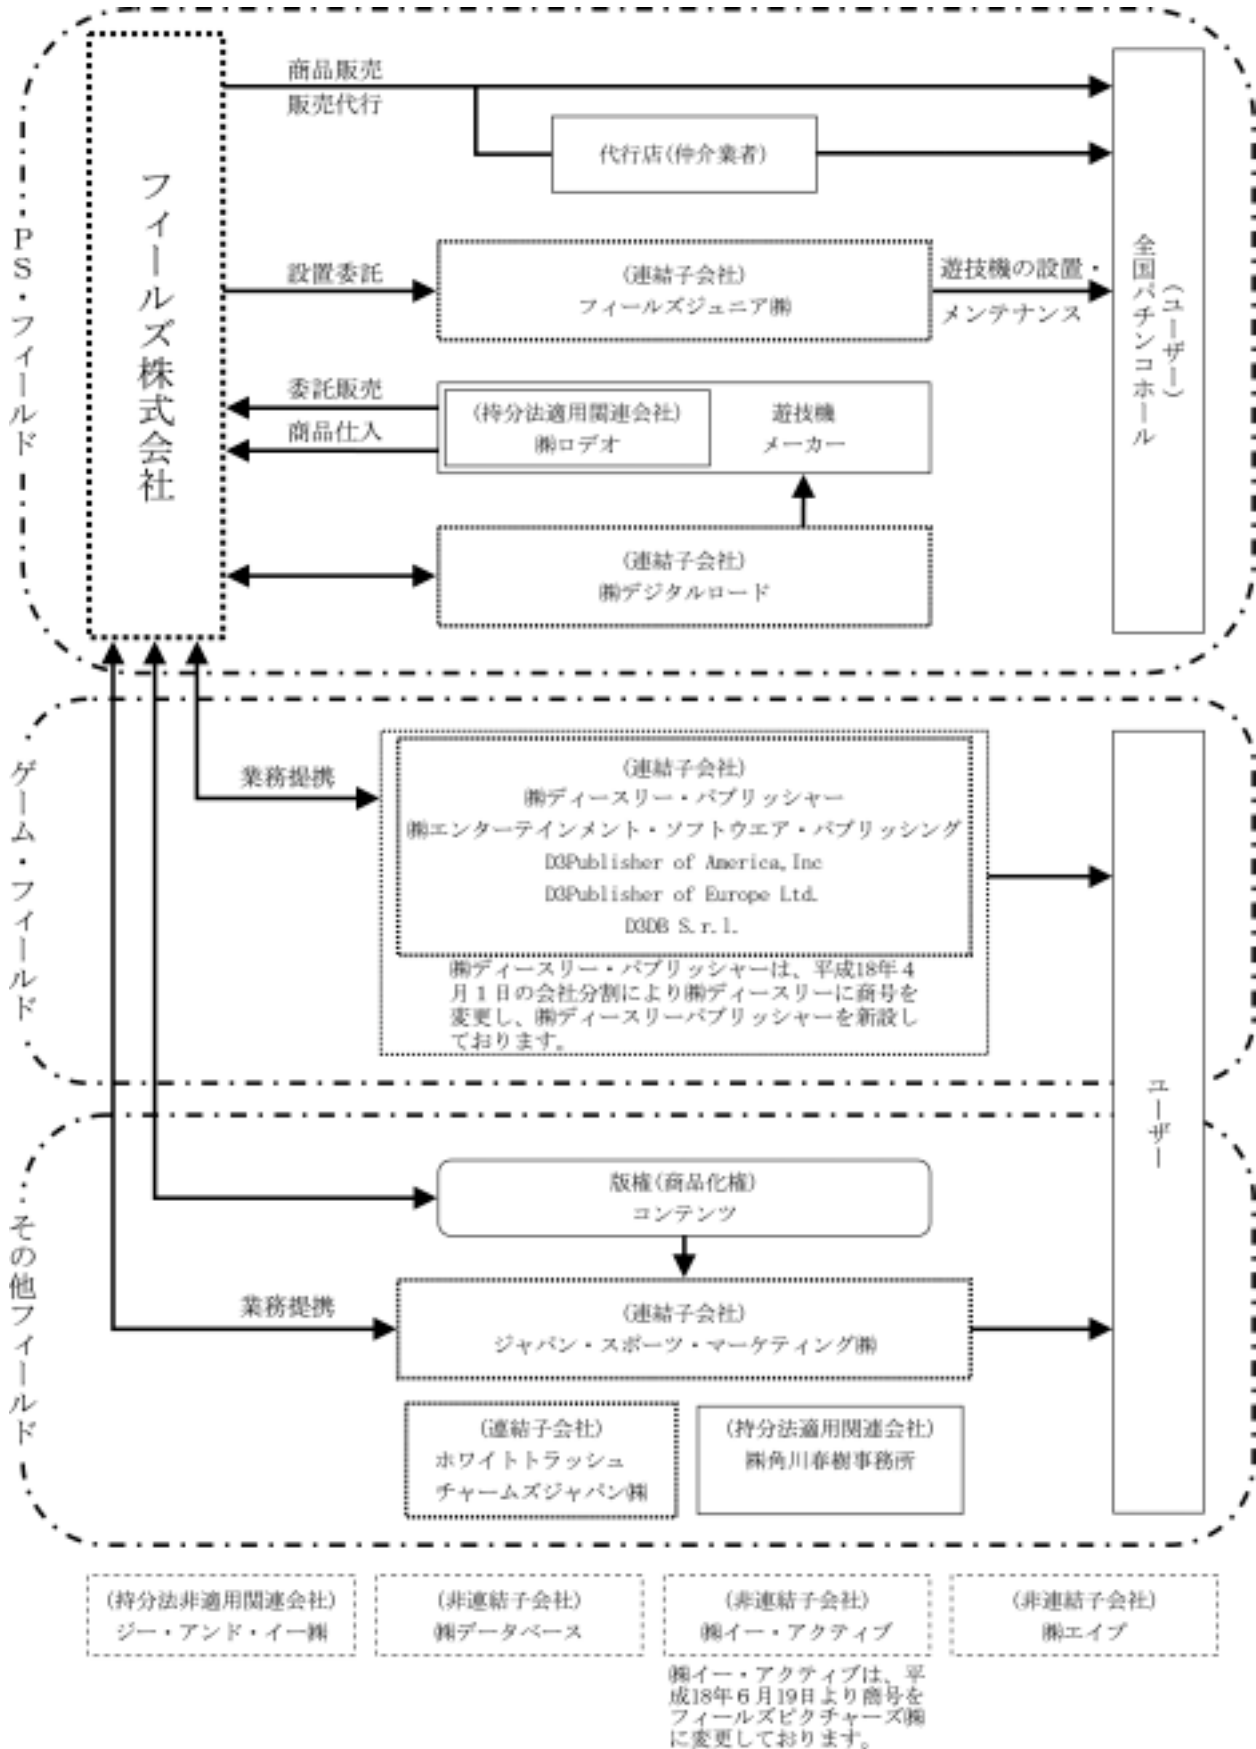 PS・フィールド
フィールズ株式会社
商品販売
販売代行
代行店(仲介業者)
設置委託
(連結子会社)
フィールズジュニア㈱
遊技機の設置・
メンテナンス
全国パチンコホール
(ユーザー)
委託販売
商品仕入
(持分法適用関連会社)
㈱ロデオ
遊技機
メーカー
(連結子会社)
㈱デジタルロード
ゲーム・フィールド
業務提携
(連結子会社)
㈱ディースリー・パブリッシャー
㈱エンターテインメント・ソフトウエア・パブリッシング
D3Publisher of America,Inc
D3Publisher of Europe Ltd.
D3DB S.r.l.
㈱ディースリー・パブリッシャーは、平成18年４
月１日の会社分割により㈱ディースリーに商号を
変更し、㈱ディースリーパブリッシャーを新設し
ております。
ユーザー
その他フィールド
版権(商品化権)
コンテンツ
業務提携
(連結子会社)
ジャパン・スポーツ・マーケティング㈱
(連結子会社)
ホワイトトラッシュ
チャームズジャパン㈱
(持分法適用関連会社)
㈱角川春樹事務所
(持分法非適用関連会社)
ジー・アンド・イー㈱
(非連結子会社)
㈱データベース
(非連結子会社)
㈱イー・アクティブ
(非連結子会社)
㈱エイプ
㈱イー・アクティブは、平
成18年６月19日より商号を
フィールズピクチャーズ㈱
に変更しております。